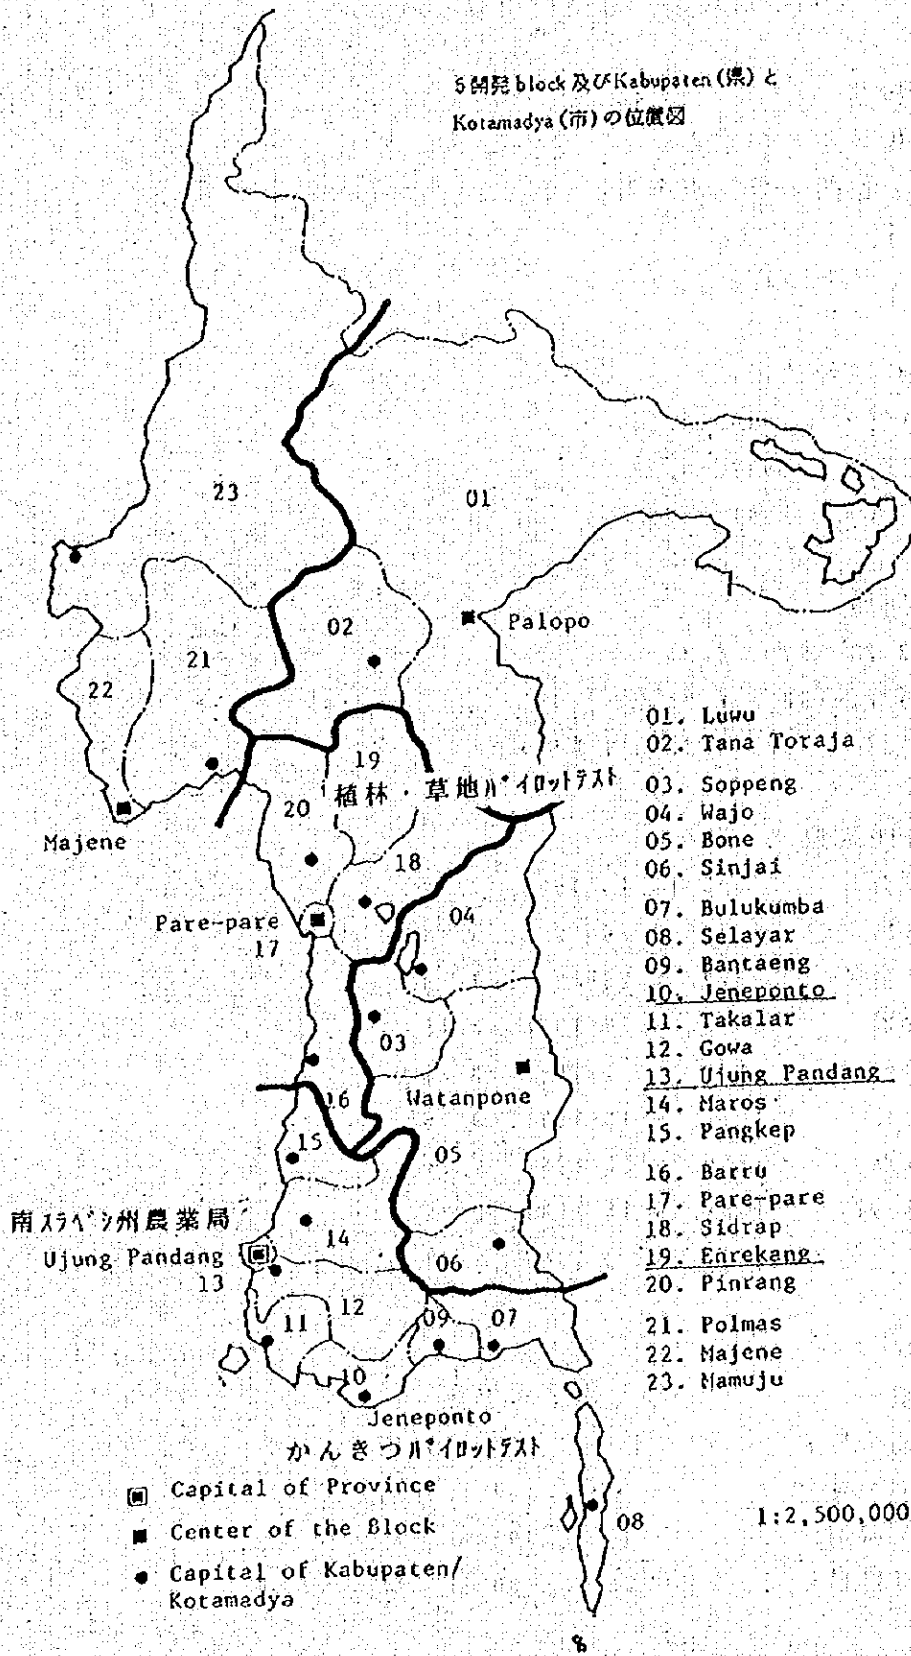 5開発block及びKabupaten(県)と
Kotamadya(市)の位置図
23
01
02
Palopo
21
22
19
植林・草地パイロットテスト
20
Majene
18
04
Pare-pare
17
03
16
Watanpone
15
05
南スラベシ州農業局
14
Ujung Pandang
06
13
12
11
09
07
10
Jeneponto
かんきつパイロットテスト
08
01. Luwu
02. Tana Toraja
03. Soppeng
04. Wajo
05. Bone
06. Sinjai
07. Bulukumba
08. Selayar
09. Bantaeng
10. Jeneponto
11. Takalar
12. Gowa
13. Ujung Pandang
14. Maros
15. Pangkep
16. Barru
17. Pare-pare
18. Sidrap
19. Enrekang
20. Pinrang
21. Polmas
22. Majene
23. Mamuju
Capital of Province
Center of the Block
Capital of Kabupaten/
Kotamadya
1:2,500,000
8